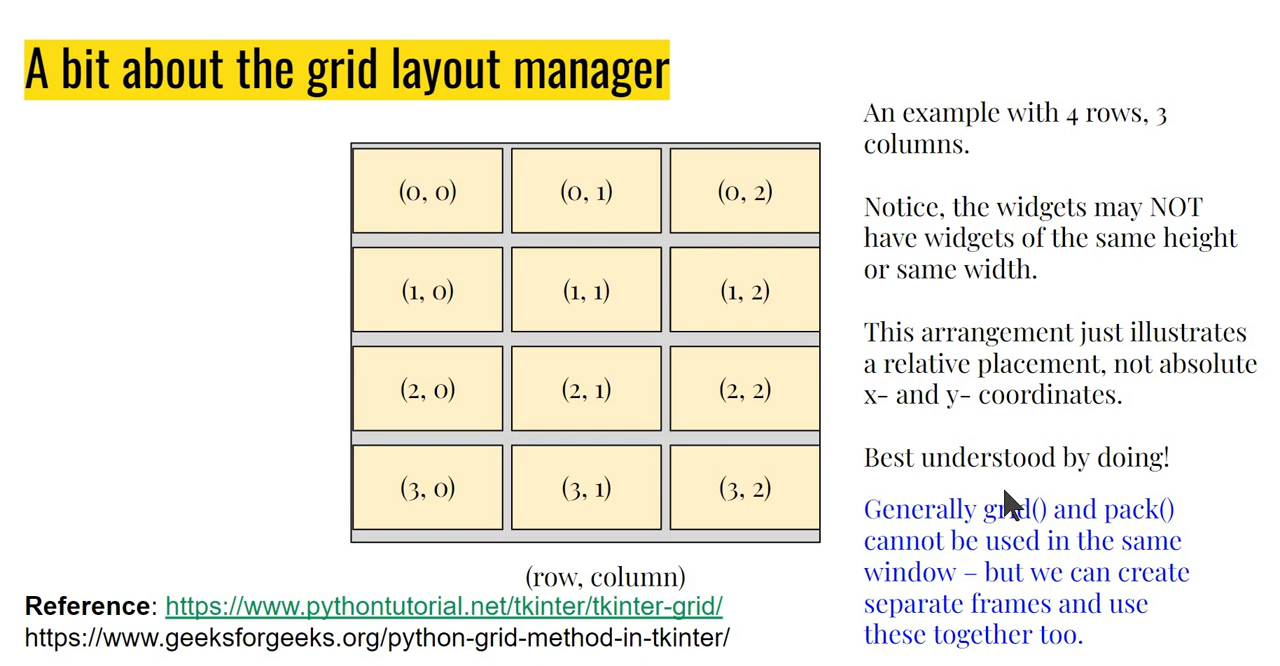 A bit about the grid layout manager
(0, 0) (0, 1) (0, 2)
(1, 0) (1, 1) (1, 2)
(2, 0) (2, 1) (2, 2)
(3, 0) (3, 1) (3, 2)
(row, column)
An example with 4 rows, 3
columns.
Notice, the widgets may NOT
have widgets of the same height
or same width.
This arrangement just illustrates
a relative placement, not absolute
x- and y- coordinates.
Best understood by doing!
Generally grid() and pack()
cannot be used in the same
window – but we can create
separate frames and use
these together too.
Reference: https://www.pythontutorial.net/tkinter/tkinter-grid/
https://www.geeksforgeeks.org/python-grid-method-in-tkinter/